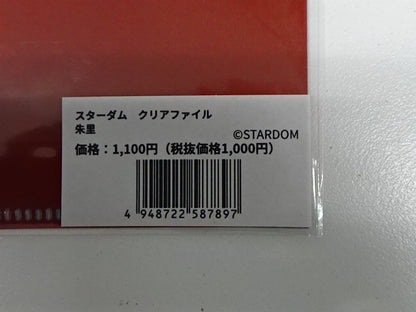 スターダム　クリアファイル
朱里
©STARDOM
価格：1,100円（税抜価格1,000円）
4 948722 587897